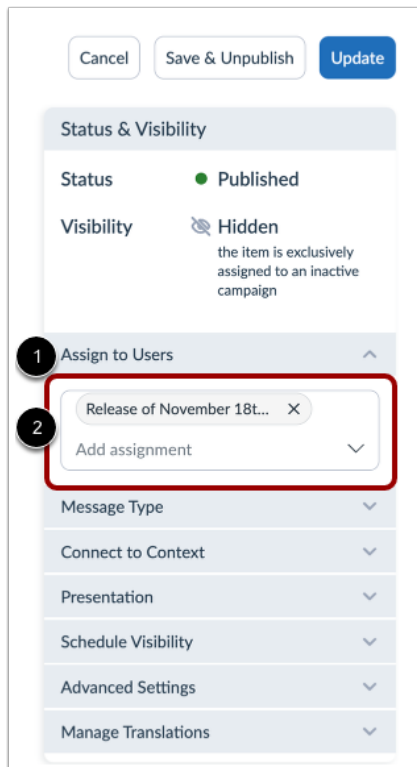 Cancel
Save & Unpublish
Update
Status & Visibility
Status
Published
Visibility
Hidden
the item is exclusively
assigned to an inactive
campaign
1
Assign to Users
2
Release of November 18t...
Add assignment
Message Type
Connect to Context
Presentation
Schedule Visibility
Advanced Settings
Manage Translations